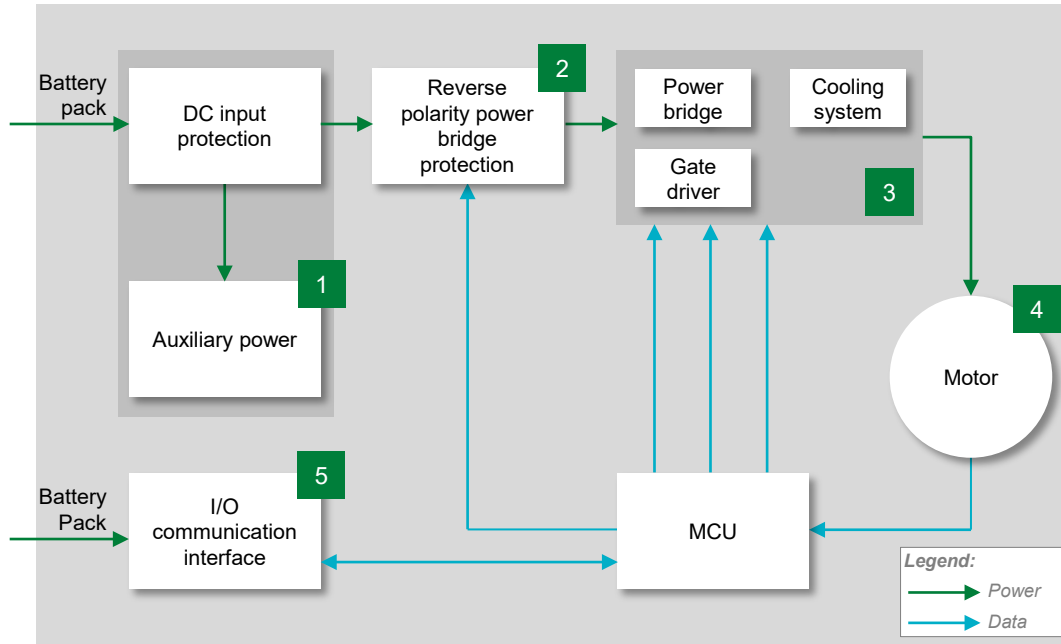 Battery
pack
DC input
protection
2
Reverse
polarity power
bridge
protection
Power
bridge
Cooling
system
Gate
driver
3
1
Auxiliary power
4
Motor
Battery
Pack
5
I/O
communication
interface
MCU
Legend:
Power
Data